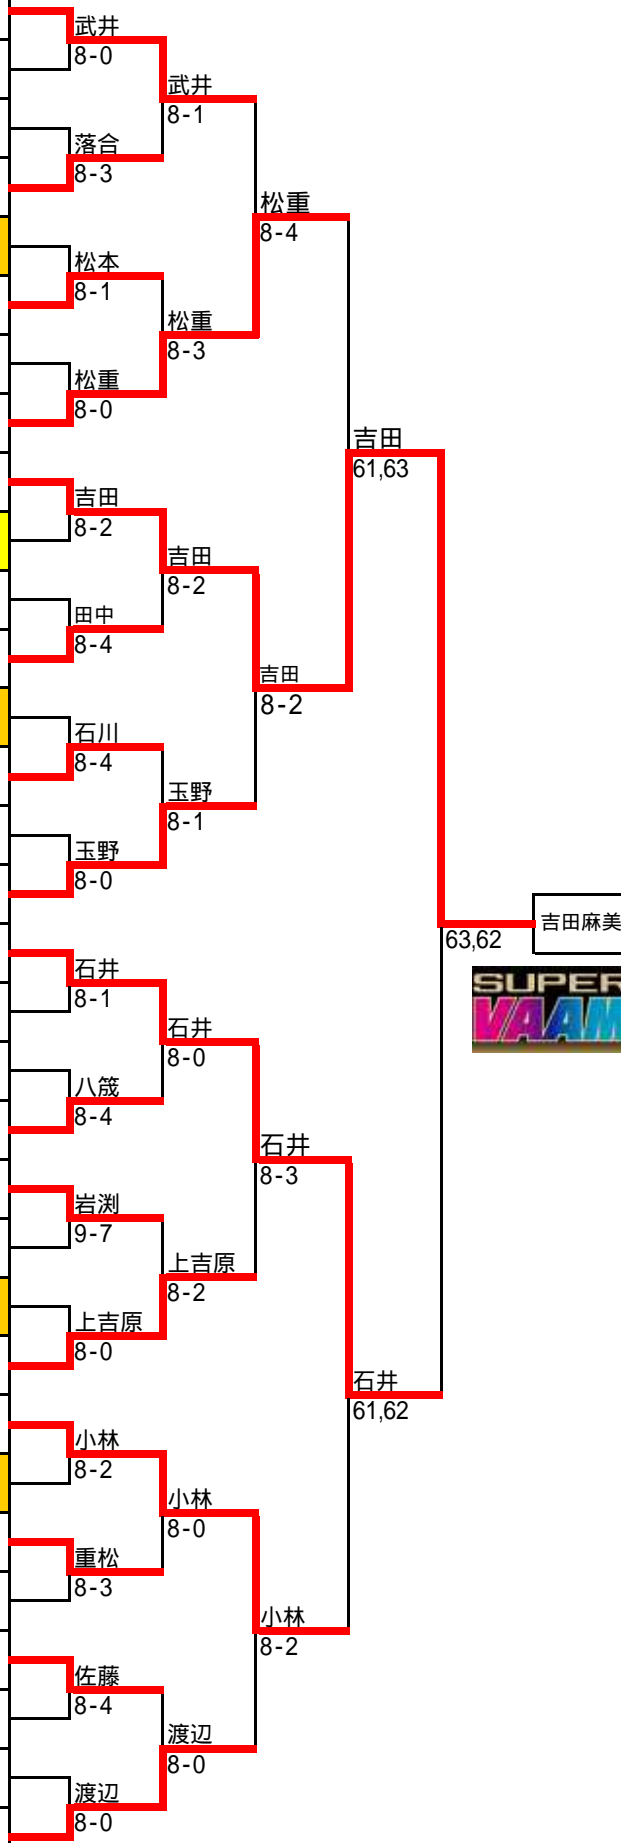 武井
8-0
武井
8-1
落合
8-3
松重
8-4
松本
8-1
松重
8-3
松重
8-0
吉田
61,63
吉田
8-2
吉田
8-2
田中
8-4
吉田
8-2
石川
8-4
玉野
8-1
玉野
8-0
吉田麻美
63,62
SUPER
VAAM
石井
8-1
石井
8-0
八筬
8-4
石井
8-3
岩渕
9-7
上吉原
8-2
上吉原
8-0
石井
61,62
小林
8-2
小林
8-0
重松
8-3
小林
8-2
佐藤
8-4
渡辺
8-0
渡辺
8-0